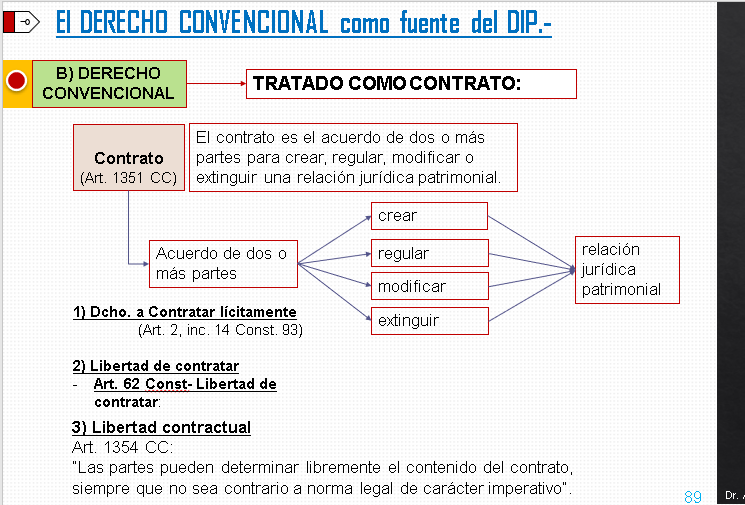 El DERECHO CONVENCIONAL como fuente del DIP.-
B) DERECHO
CONVENCIONAL
TRATADO COMO CONTRATO:
Contrato
(Art. 1351 CC)
El contrato es el acuerdo de dos o más
partes para crear, regular, modificar o
extinguir una relación jurídica patrimonial.
Acuerdo de dos o
más partes
crear
regular
modificar
extinguir
relación
jurídica
patrimonial
1) Dcho. a Contratar lícitamente
(Art. 2, inc. 14 Const. 93)
2) Libertad de contratar
- Art. 62 Const- Libertad de
contratar:
3) Libertad contractual
Art. 1354 CC:
“Las partes pueden determinar libremente el contenido del contrato,
siempre que no sea contrario a norma legal de carácter imperativo”.
89
Dr.